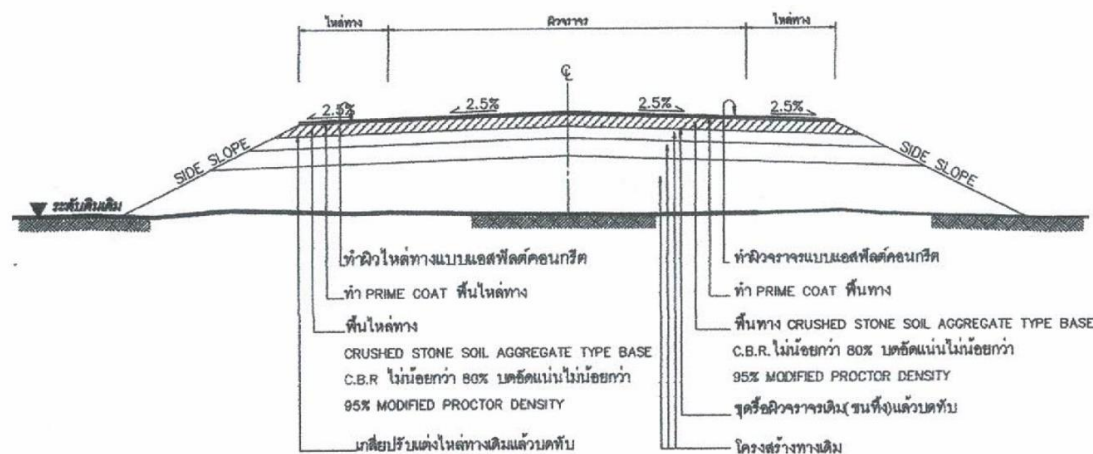 ไหล่ทาง ผิวจราจร ไหล่ทาง
℄
2.5% 2.5% 2.5% 2.5%
SIDE SLOPE SIDE SLOPE
ระดับดินเดิม
ทำผิวไหล่ทางแบบแอสฟัลต์คอนกรีต
ทำ PRIME COAT พื้นไหล่ทาง
พื้นไหล่ทาง
CRUSHED STONE SOIL AGGREGATE TYPE BASE
C.B.R ไม่น้อยกว่า 80% บดอัดแน่นไม่น้อยกว่า
95% MODIFIED PROCTOR DENSITY
เกลี่ยปรับแต่งไหล่ทางเดิมแล้วบดทับ
ทำผิวจราจรแบบแอสฟัลต์คอนกรีต
ทำ PRIME COAT พื้นทาง
พื้นทาง CRUSHED STONE SOIL AGGREGATE TYPE BASE
C.B.R. ไม่น้อยกว่า 80% บดอัดแน่นไม่น้อยกว่า
95% MODIFIED PROCTOR DENSITY
ขุดรื้อผิวจราจรเดิม(ขนทิ้ง)แล้วบดทับ
โครงสร้างทางเดิม